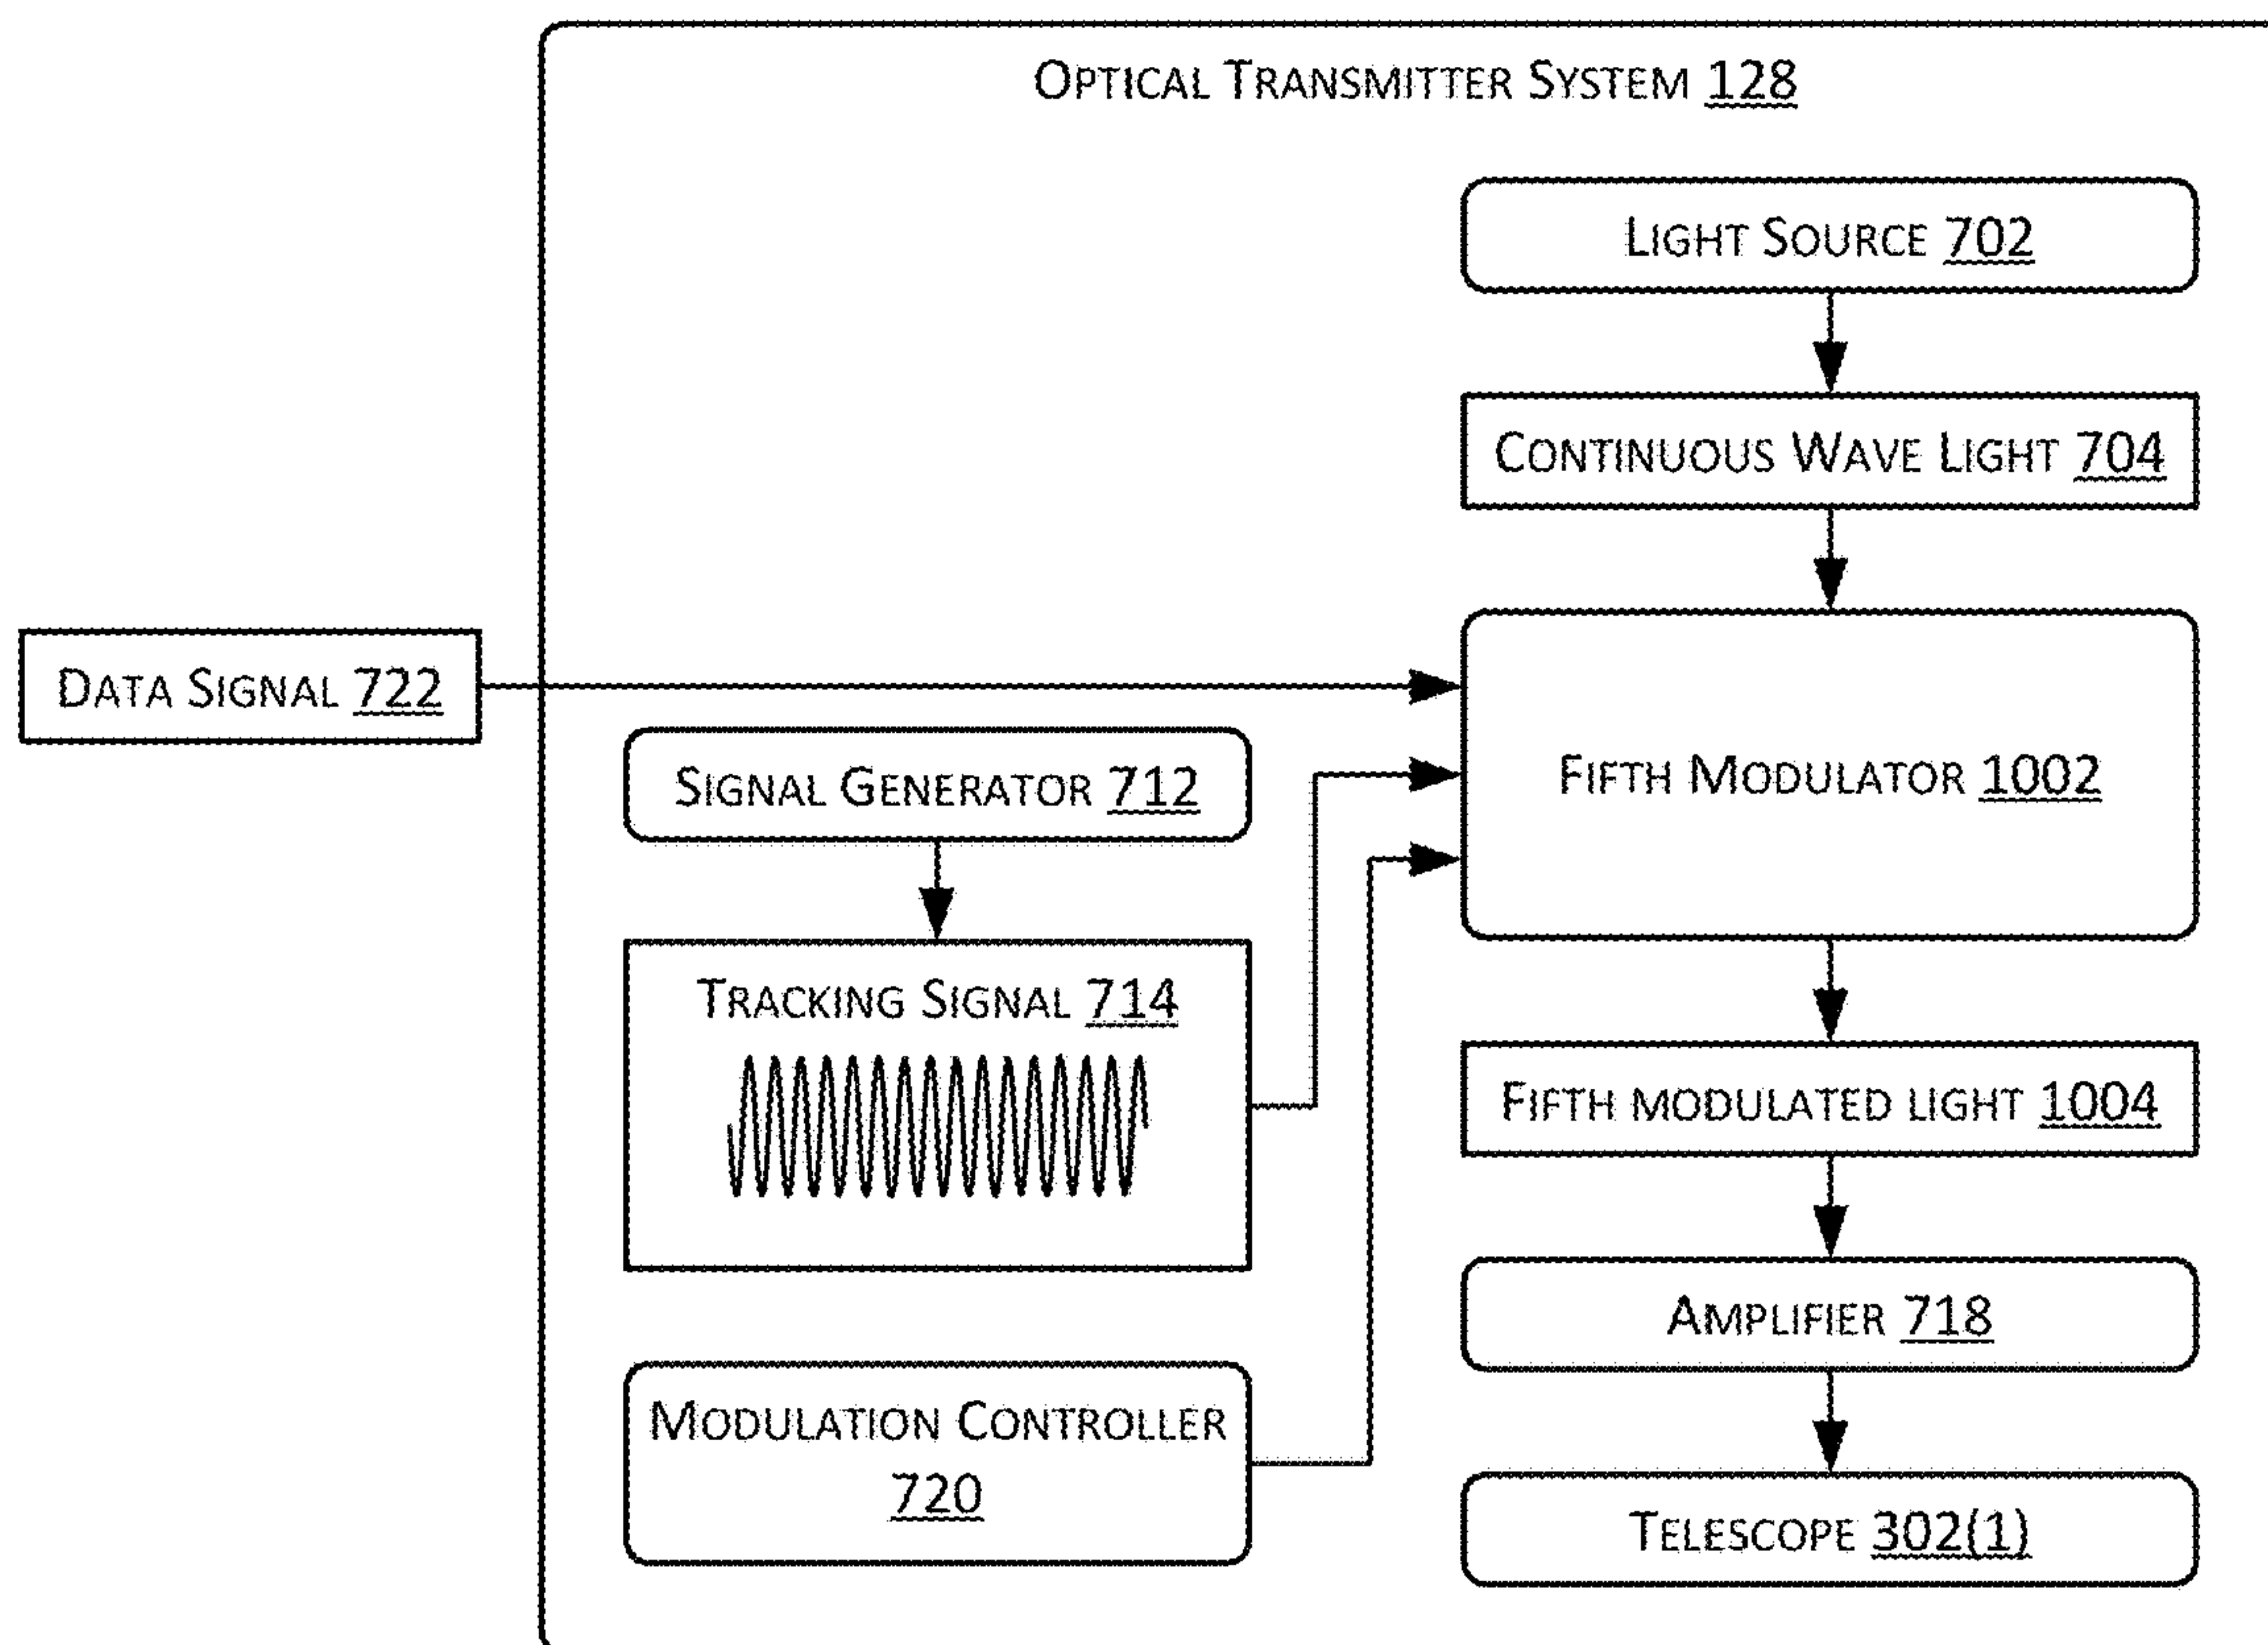 OPTICAL TRANSMITTER SYSTEM 128
LIGHT SOURCE 702
CONTINUOUS WAVE LIGHT 704
DATA SIGNAL 722
SIGNAL GENERATOR 712
FIFTH MODULATOR 1002
TRACKING SIGNAL 714
FIFTH MODULATED LIGHT 1004
AMPLIFIER 718
MODULATION CONTROLLER
720
TELESCOPE 302(1)